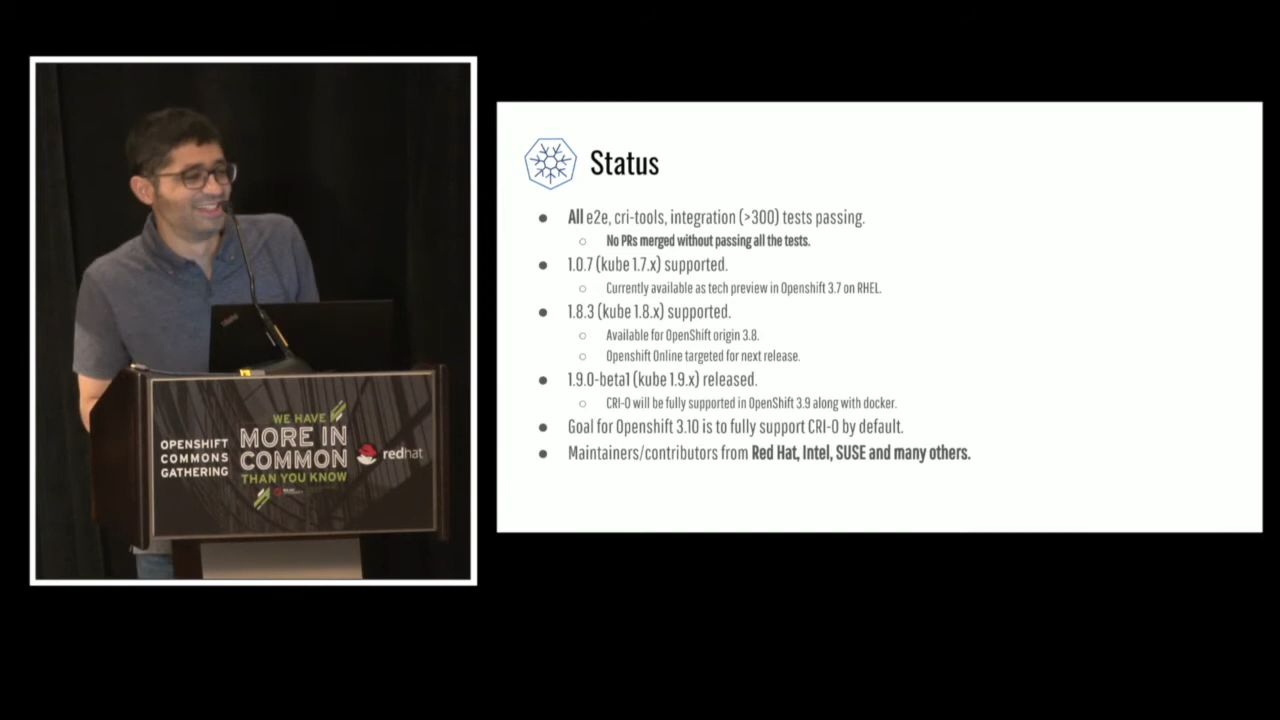 WE HAVE
OPENSHIFT
COMMONS
GATHERING
MORE IN
COMMON
THAN YOU KNOW
redhat
Status
All e2e, cri-tools, integration (>300) tests passing.
No PRs merged without passing all the tests.
1.0.7 (kube 1.7.x) supported.
Currently available as tech preview in Openshift 3.7 on RHEL.
1.8.3 (kube 1.8.x) supported.
Available for OpenShift origin 3.8.
Openshift Online targeted for next release.
1.9.0-beta1 (kube 1.9.x) released.
CRI-O will be fully supported in OpenShift 3.9 along with docker.
Goal for Openshift 3.10 is to fully support CRI-O by default.
Maintainers/contributors from Red Hat, Intel, SUSE and many others.